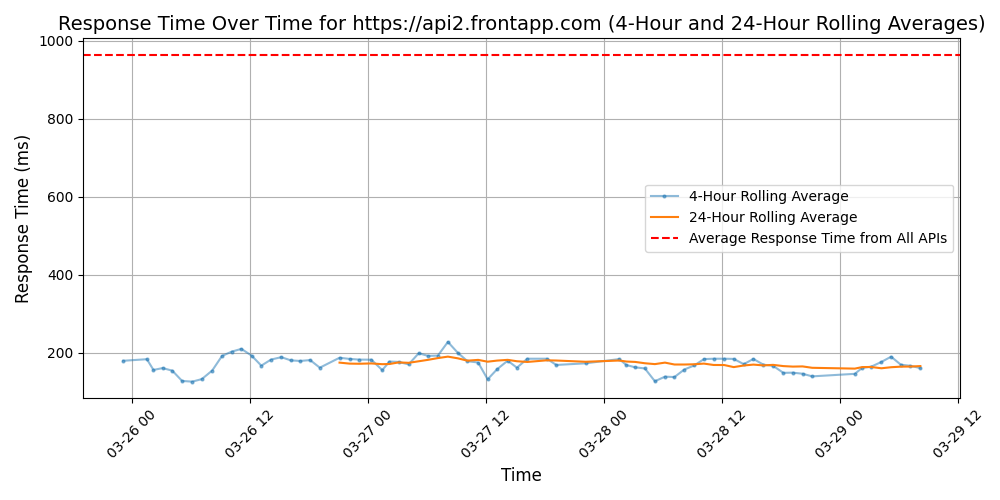 Response Time Over Time for https://api2.frontapp.com (4-Hour and 24-Hour Rolling Averages)
Response Time (ms)
1000
800
600
400
200
4-Hour Rolling Average
24-Hour Rolling Average
Average Response Time from All APIs
03-26 00
03-26 12
03-27 00
03-27 12
03-28 00
03-28 12
03-29 00
03-29 12
Time